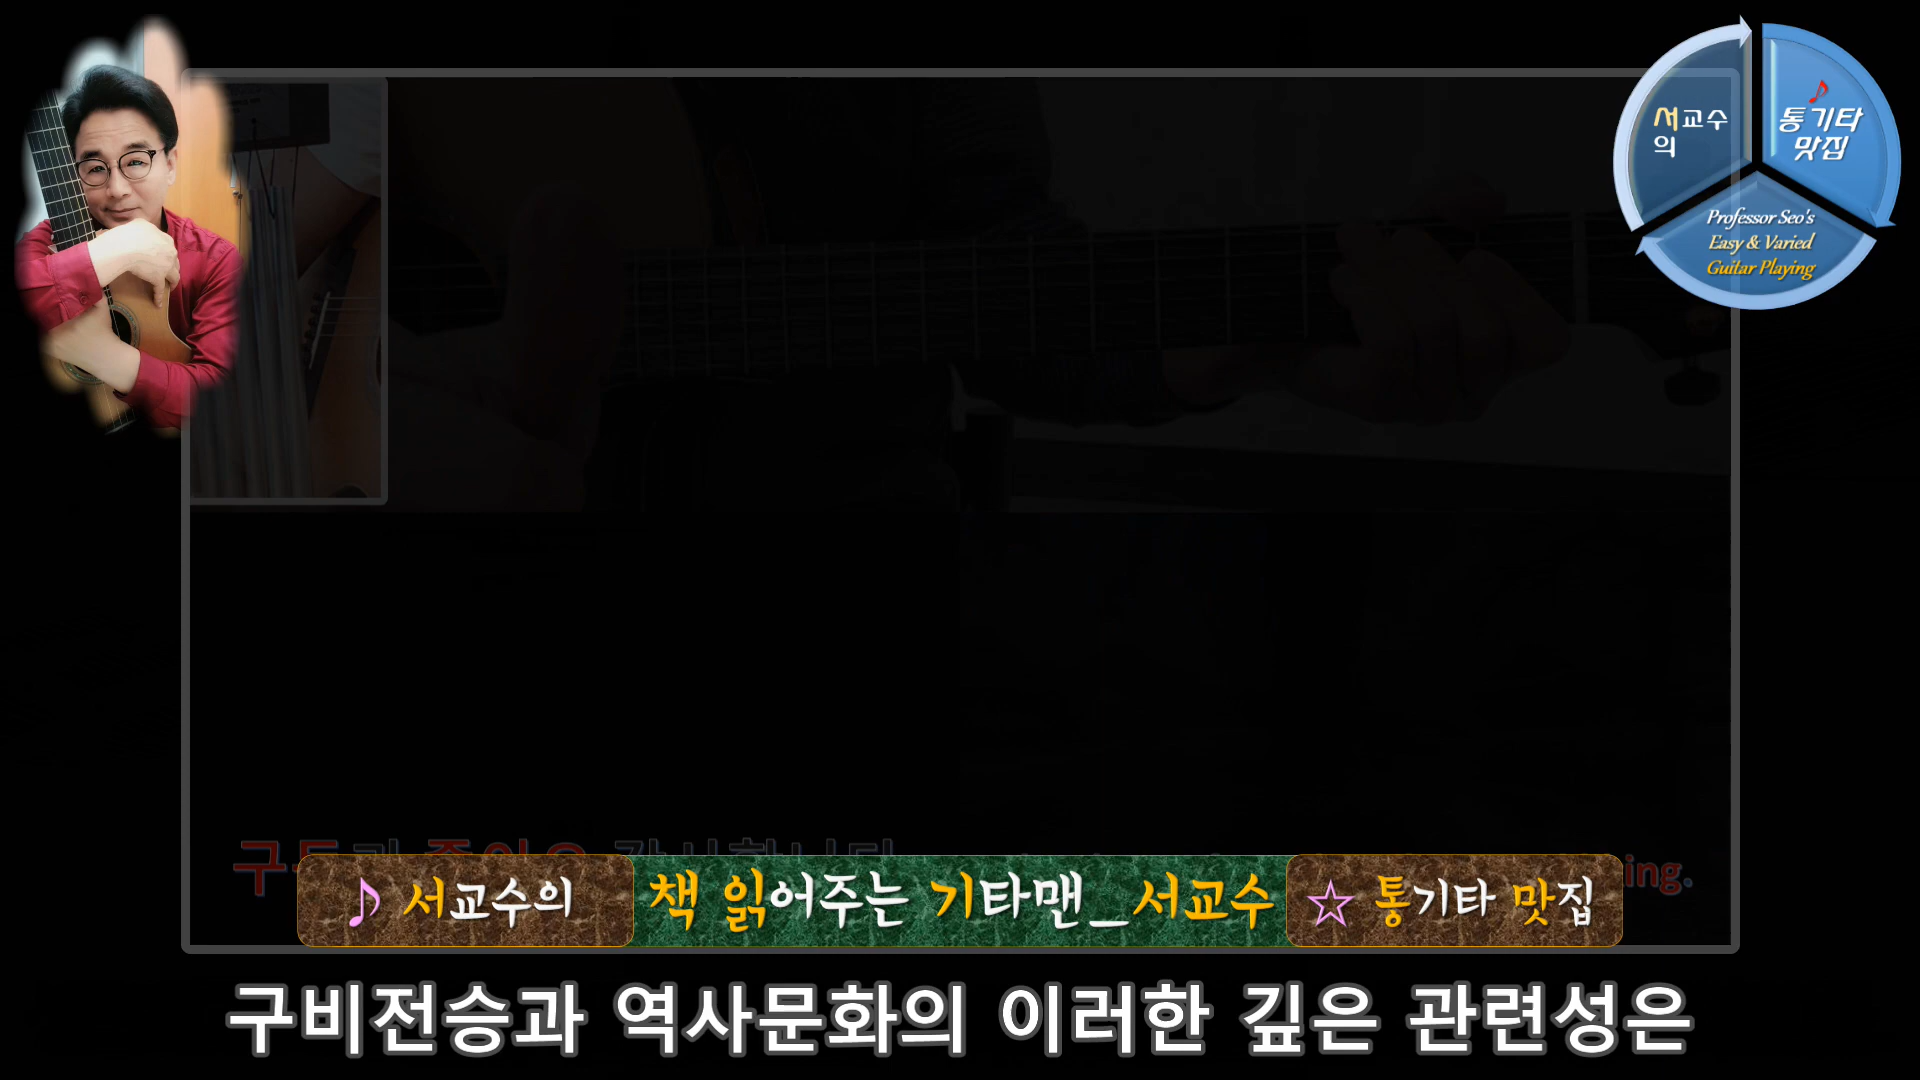 서교수
의
통기타
맛집
Professor Seo's
Easy & Varied
Guitar Playing
ing.
♪ 서교수의 책 읽어주는 기타맨_서교수 ☆ 통기타 맛집
구비전승과 역사문화의 이러한 깊은 관련성은